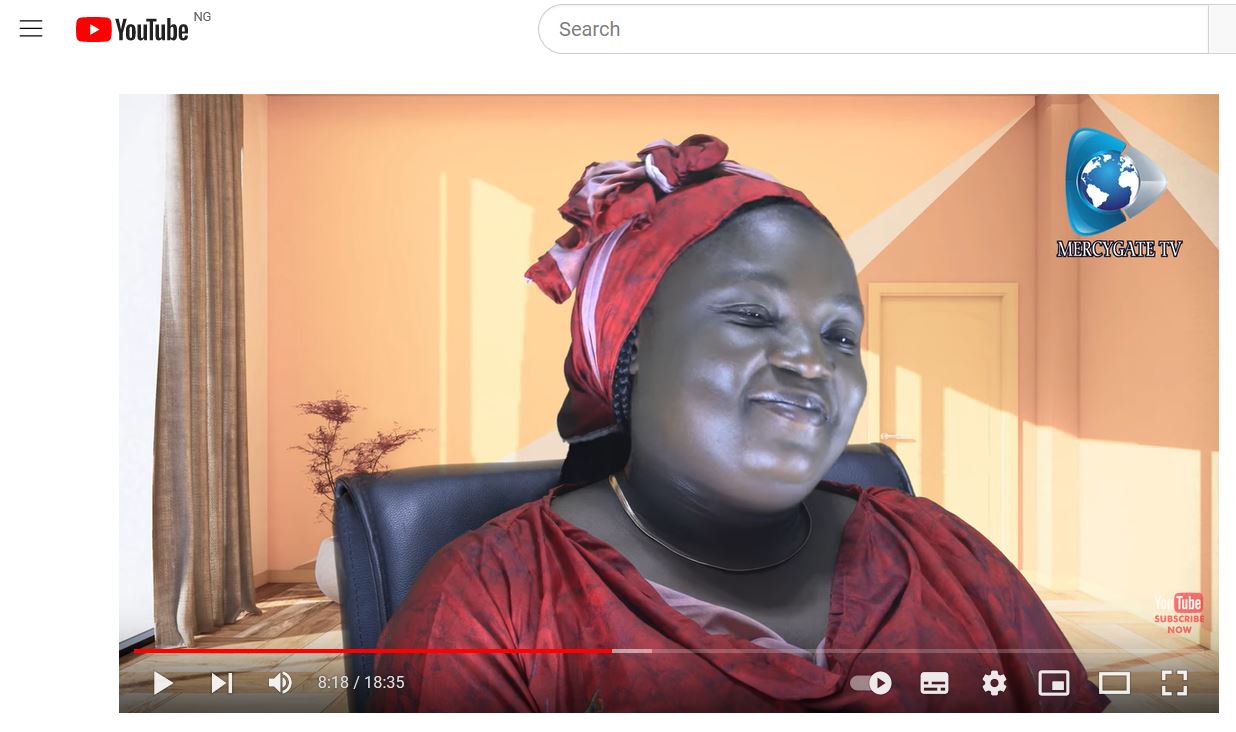 YouTube NG
Search
MERCYGATE TV
YouTube
SUBSCRIBE
NOW
8:18 / 18:35